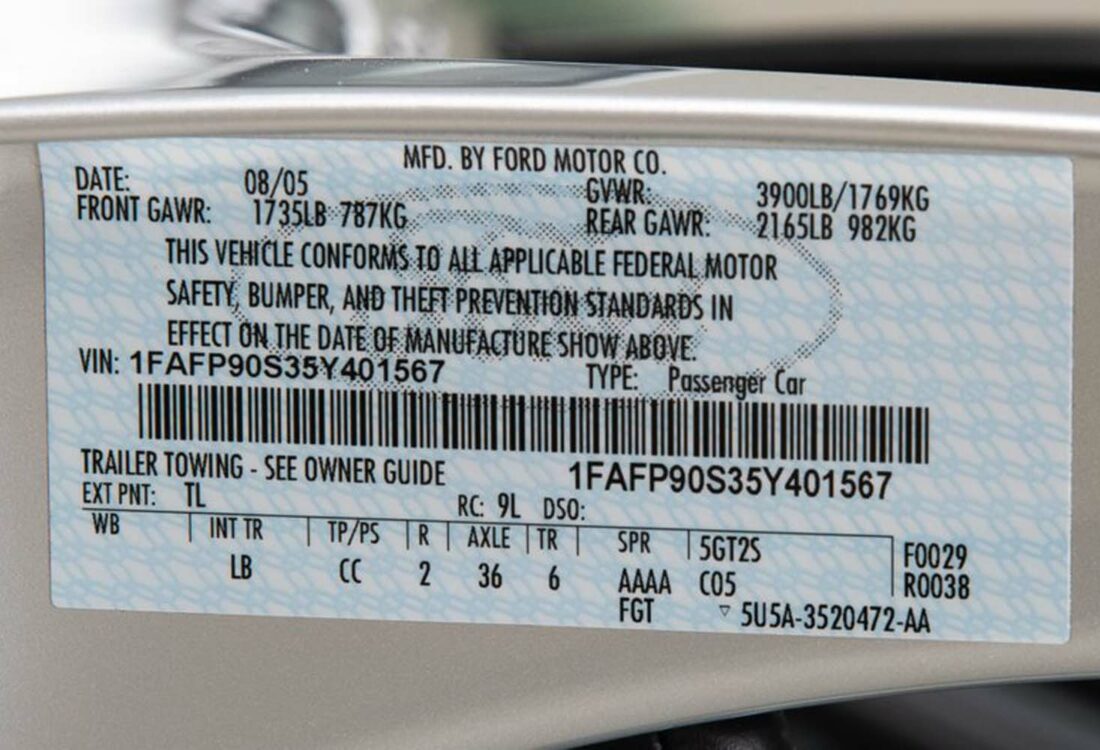 MFD. BY FORD MOTOR CO.
DATE: 08/05 GVWR: 3900LB/1769KG
FRONT GAWR: 1735LB 787KG REAR GAWR: 2165LB 982KG
THIS VEHICLE CONFORMS TO ALL APPLICABLE FEDERAL MOTOR
SAFETY, BUMPER, AND THEFT PREVENTION STANDARDS IN
EFFECT ON THE DATE OF MANUFACTURE SHOW ABOVE.
VIN: 1FAFP90S35Y401567 TYPE: Passenger Car
TRAILER TOWING - SEE OWNER GUIDE 1FAFP90S35Y401567
EXT PNT: TL RC: 9L DSO:
WB INT TR TP/PS R AXLE TR SPR 5GT2S F0029
LB CC 2 36 6 AAAA C05 R0038
FGT ▽ 5U5A-3520472-AA